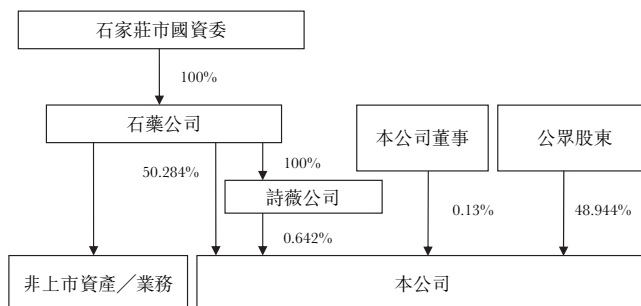 石家莊市國資委
100%
石藥公司
本公司董事
公眾股東
50.284%
100%
詩薇公司
0.13%
48.944%
0.642%
非上市資產／業務
本公司